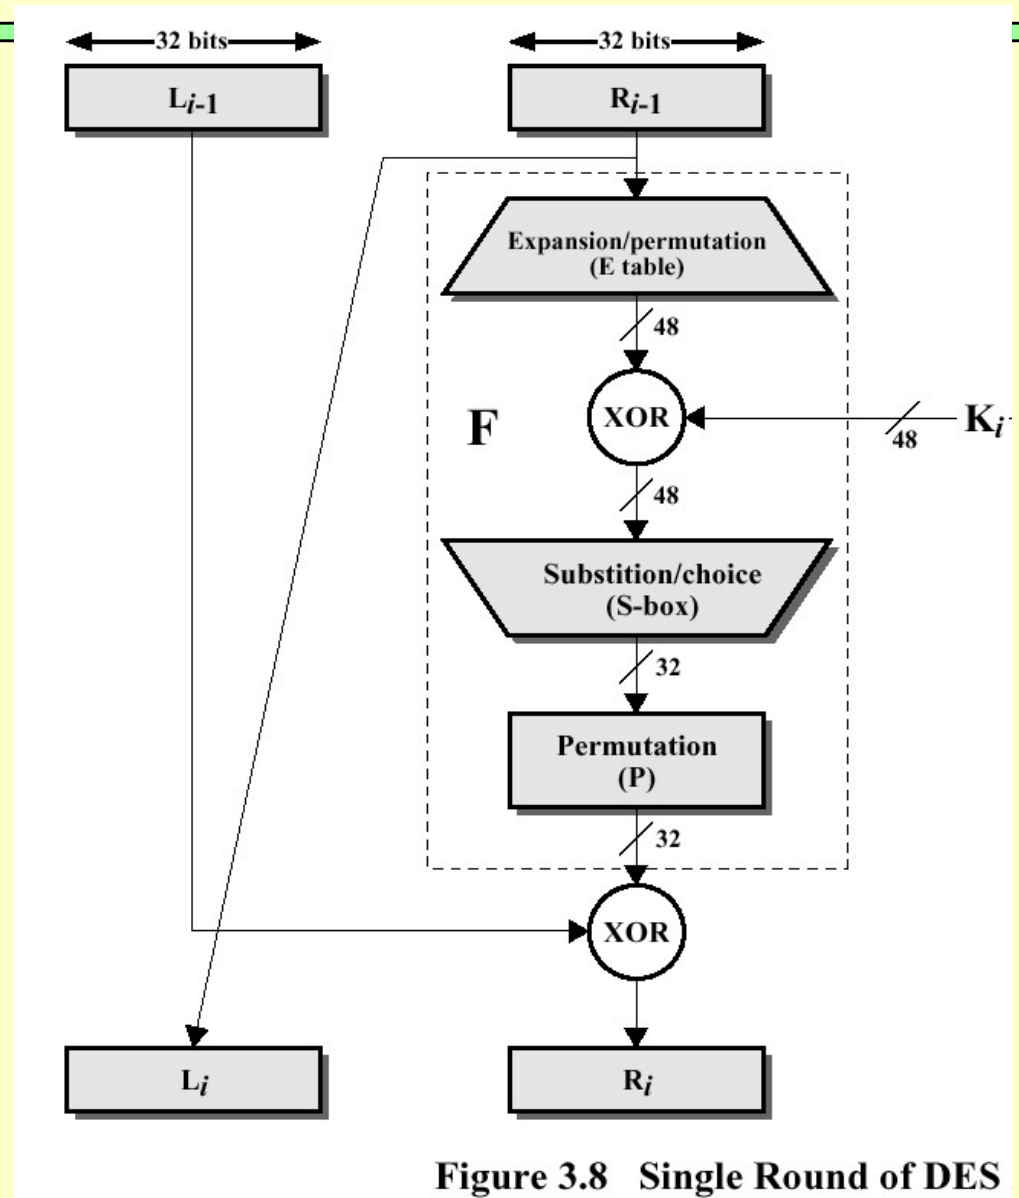 32 bits
32 bits
Li-1
Ri-1
Expansion/permutation
(E table)
48
XOR
F
48
Ki
48
Substition/choice
(S-box)
32
Permutation
(P)
32
XOR
Li
Ri
Figure 3.8 Single Round of DES